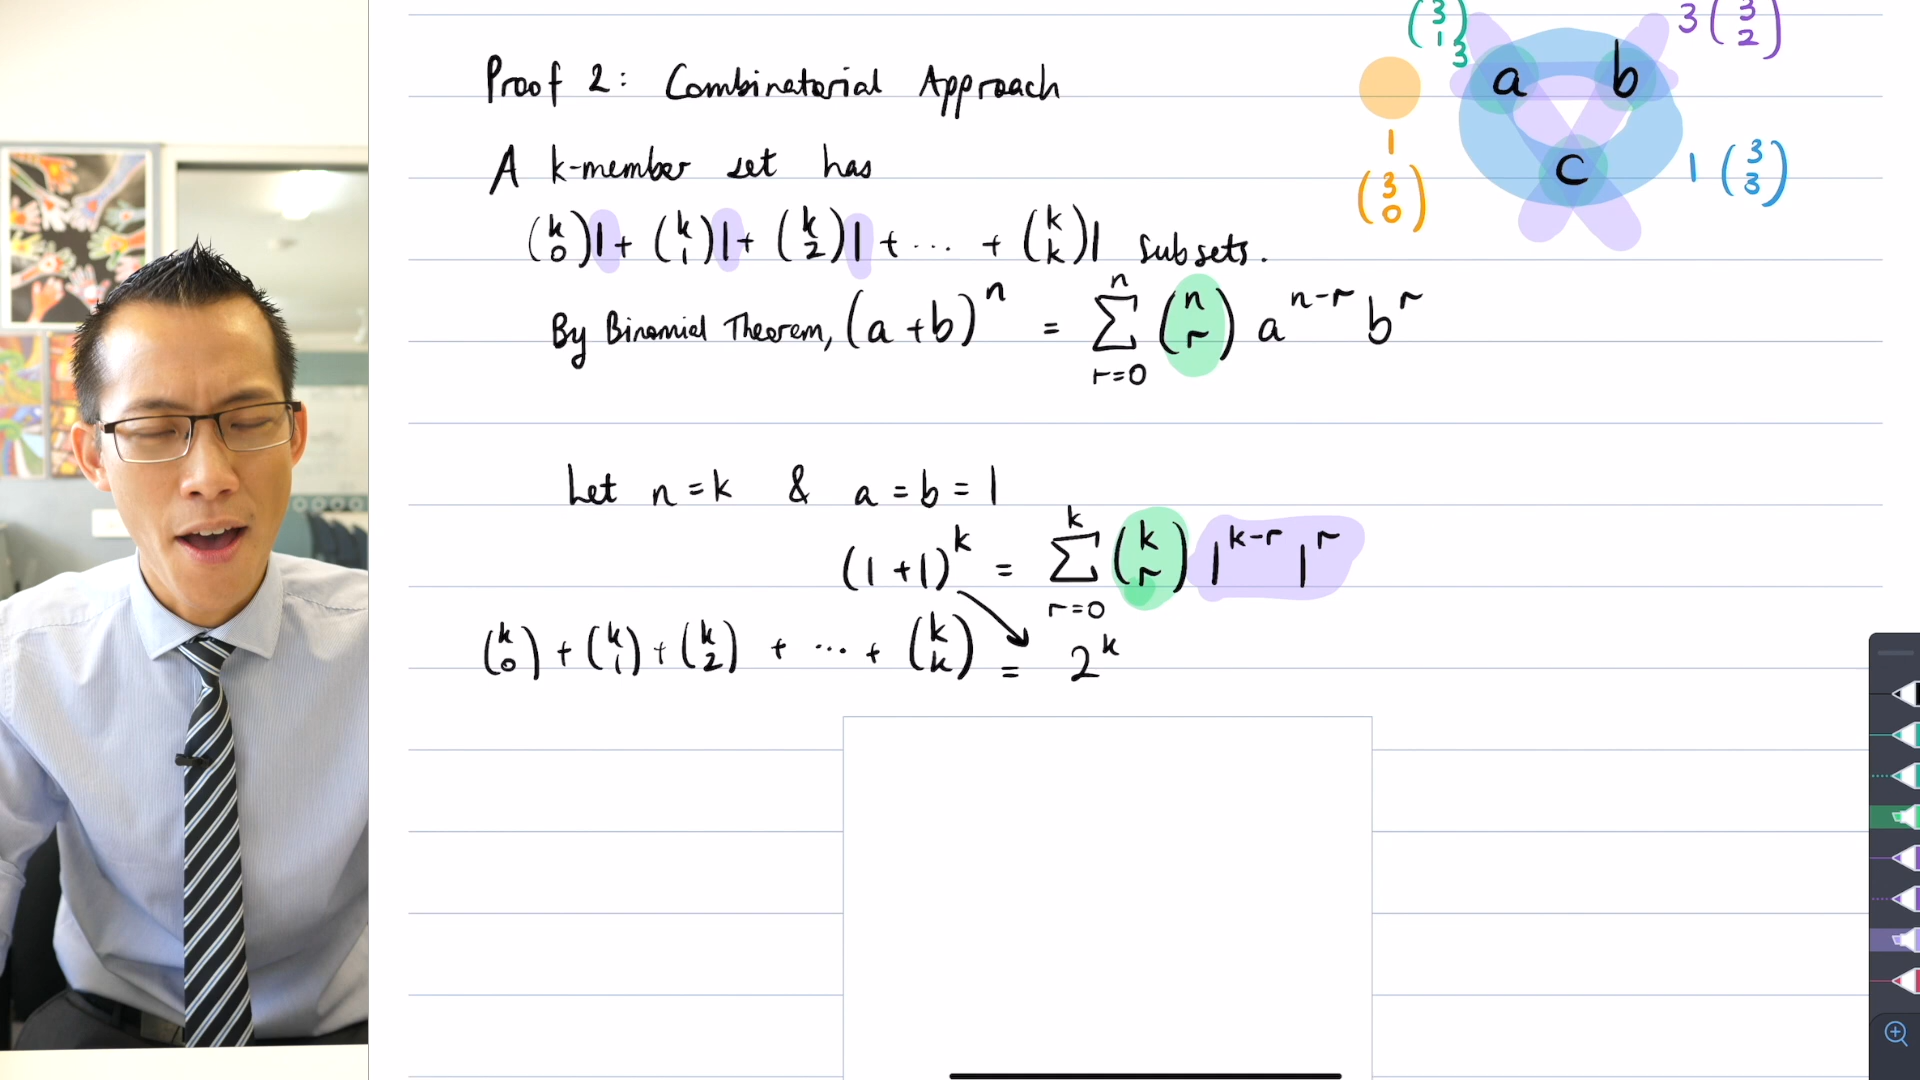 Proof 2: Combinatorial Approach
A k-member set has
(k 0)1 + (k 1)1 + (k 2)1 + ... + (k k)1 subsets.
By Binomial Theorem, (a+b)^n = Σ_{r=0}^{n} (n r) a^{n-r} b^r
Let n=k & a=b=1
(1+1)^k = Σ_{r=0}^{k} (k r) 1^{k-r} 1^r
(k 0) + (k 1) + (k 2) + ... + (k k) = 2^k
(3 1)
3
3 (3 2)
a b
c
1
(3 0)
1 (3 3)